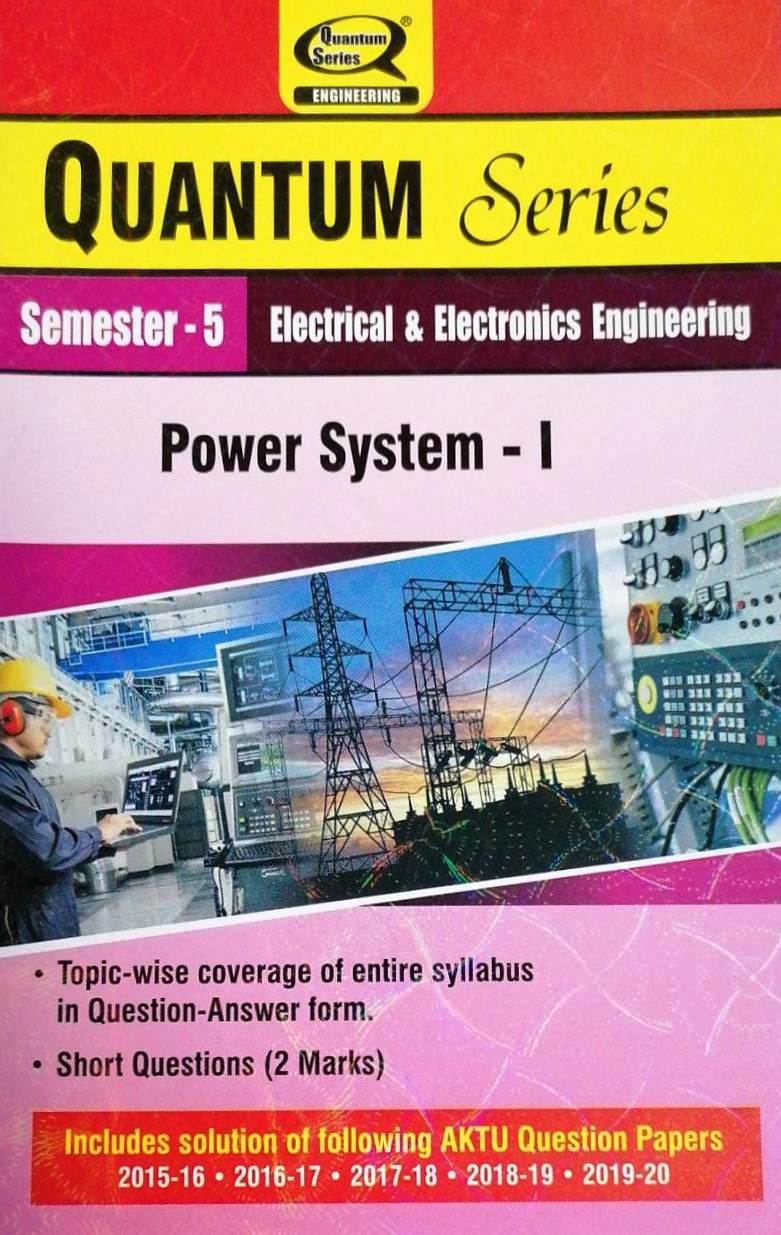 Quantum
Series
®
ENGINEERING
QUANTUM Series
Semester - 5 Electrical & Electronics Engineering
Power System - I
• Topic-wise coverage of entire syllabus
in Question-Answer form.
• Short Questions (2 Marks)
Includes solution of following AKTU Question Papers
2015-16 • 2016-17 • 2017-18 • 2018-19 • 2019-20